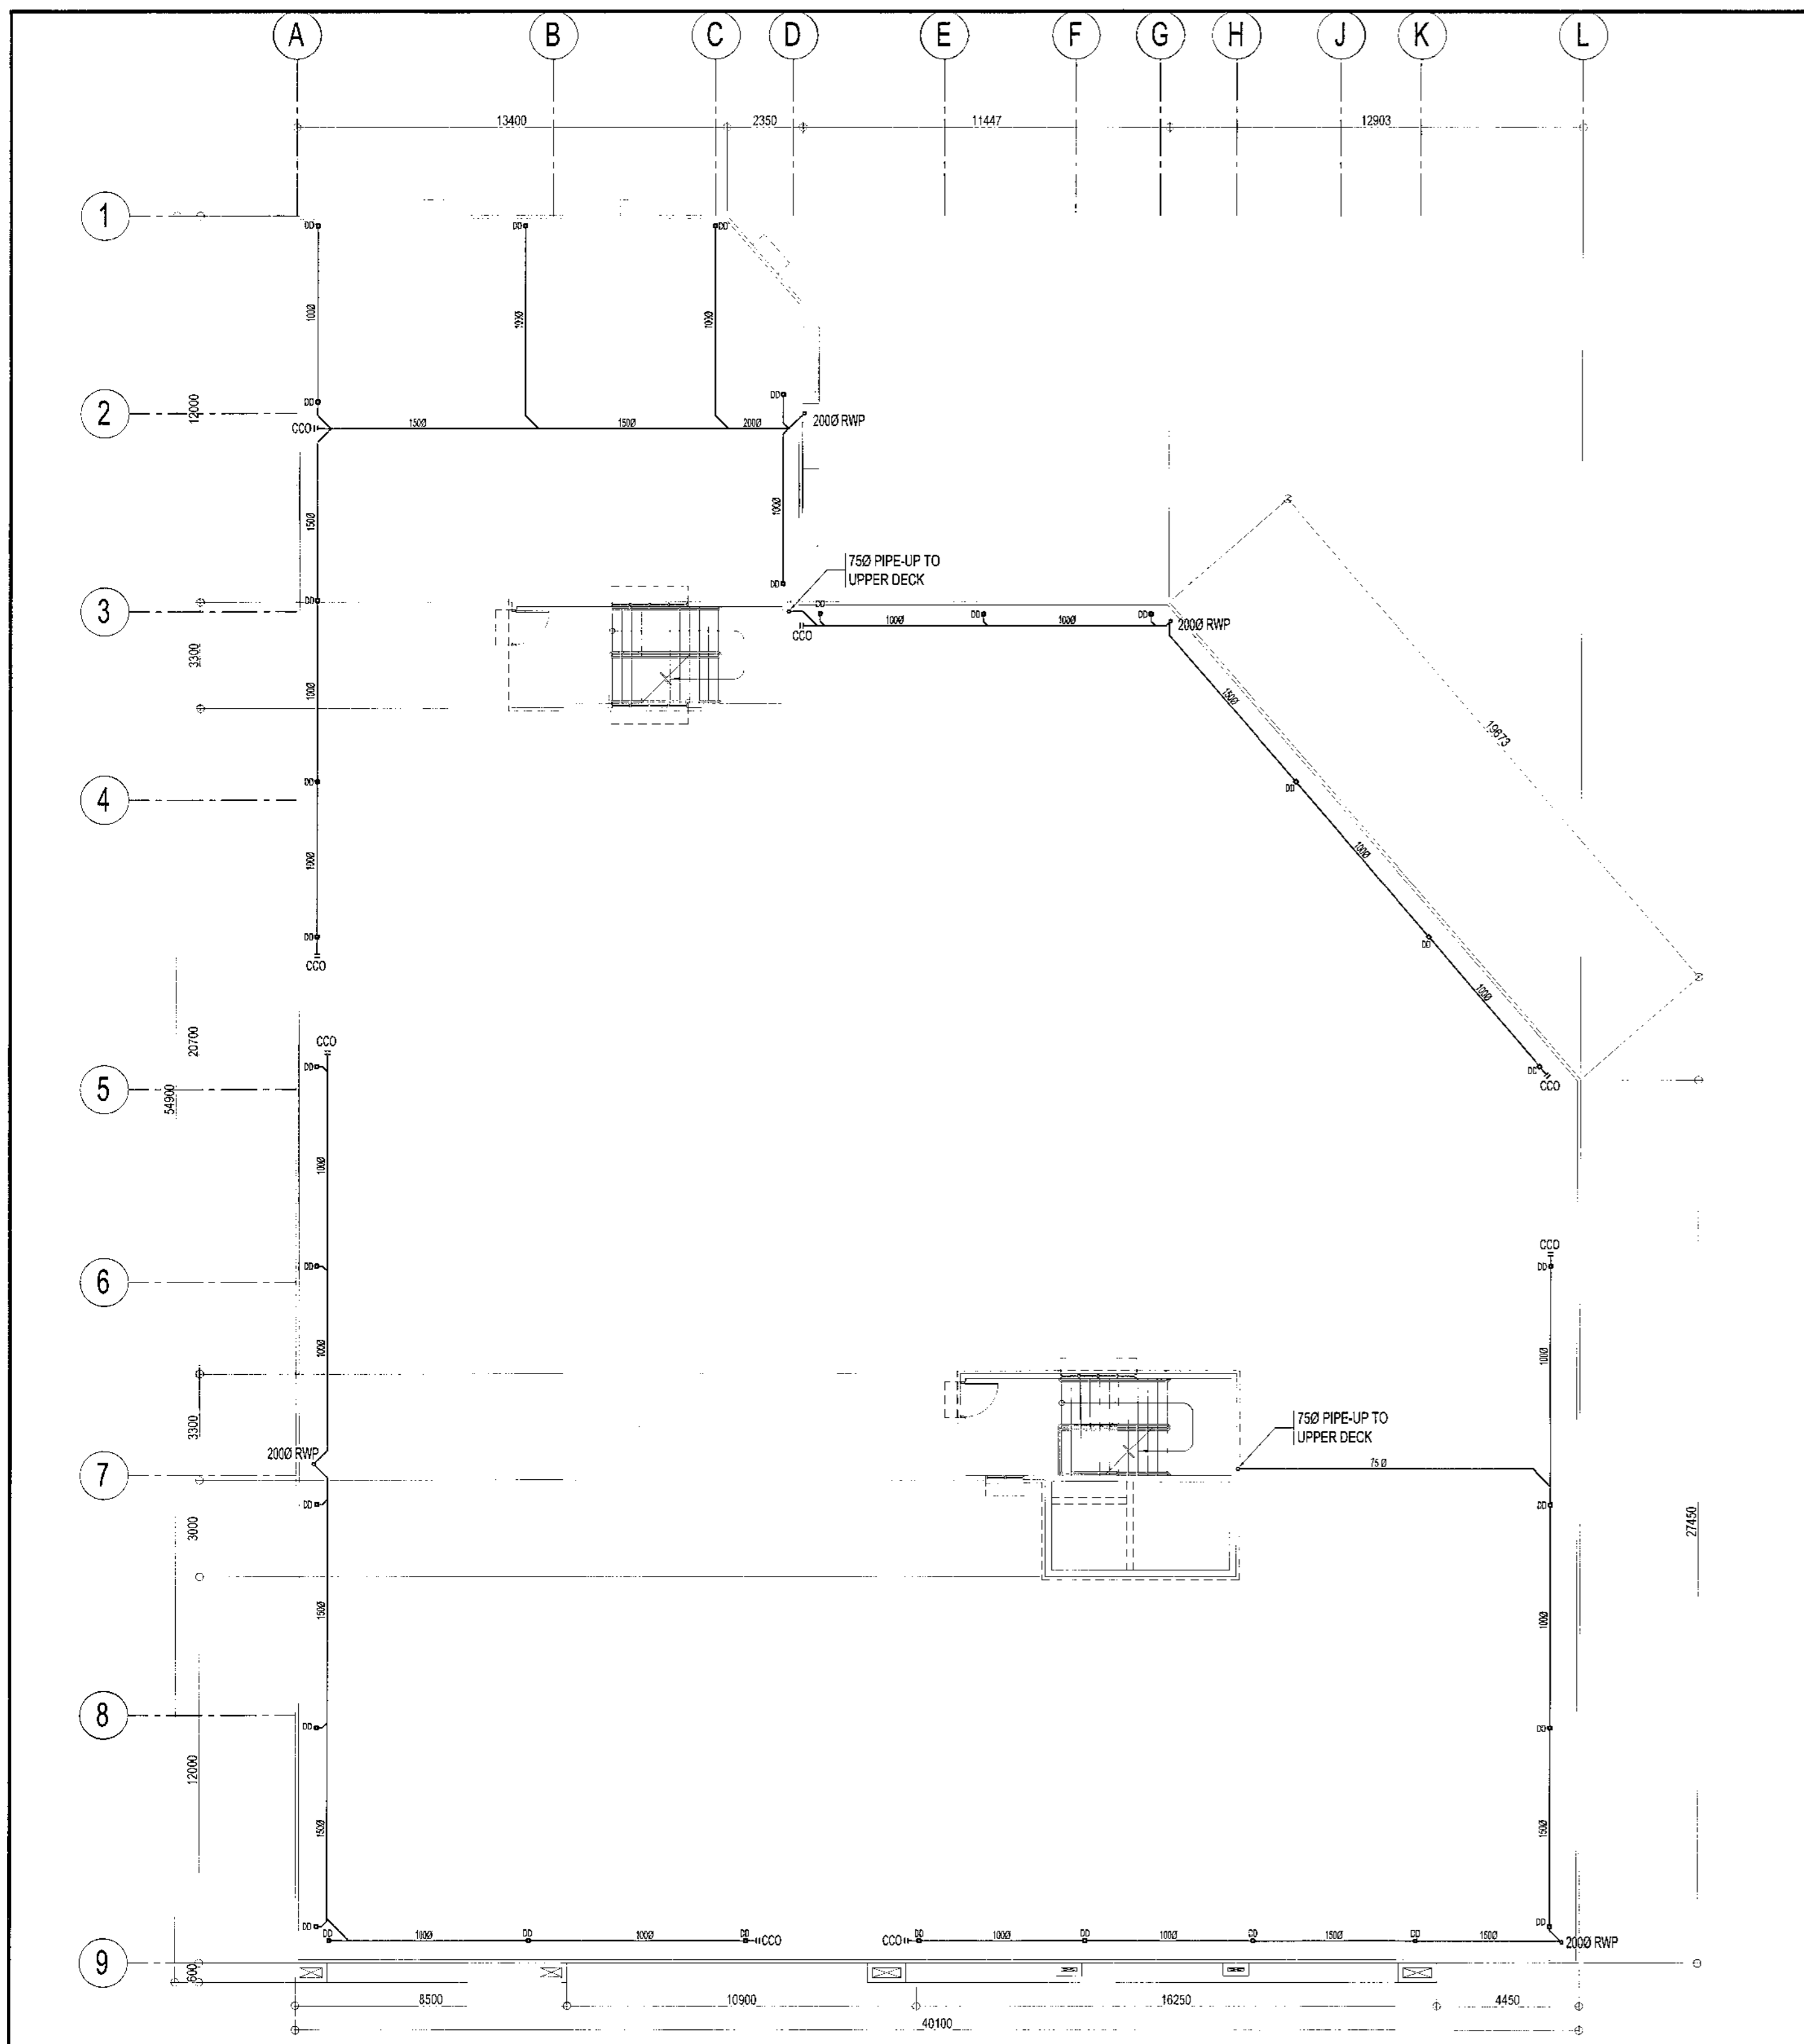 A B C D E F G H J K L
13400 2350 11447 12903
1
DD DD DD
100Ø 100Ø 100Ø
DD
2
12000
DD
CCO 150Ø 150Ø 200Ø 200Ø RWP
150Ø 100Ø
75Ø PIPE-UP TO
UPPER DECK
DD
3
DD DD DD DD
100Ø 100Ø 200Ø RWP
CCO
3300
100Ø
150Ø
19673
4
DD DD
100Ø
100Ø
DD DD
CCO
100Ø
20700
CCO
5
DD DD
CCO
54900
100Ø
CCO
6
DD DD
100Ø 100Ø
3300
75Ø PIPE-UP TO
UPPER DECK
200Ø RWP
7
75 Ø
DD DD
3000
27450
150Ø 100Ø
8
DD DD
12000
150Ø 150Ø
DD DD
DD DD DD DD DD DD DD
100Ø 100Ø CCO CCO 100Ø 100Ø 150Ø 150Ø 200Ø RWP
9
600
8500 10900 16250 4450
40100